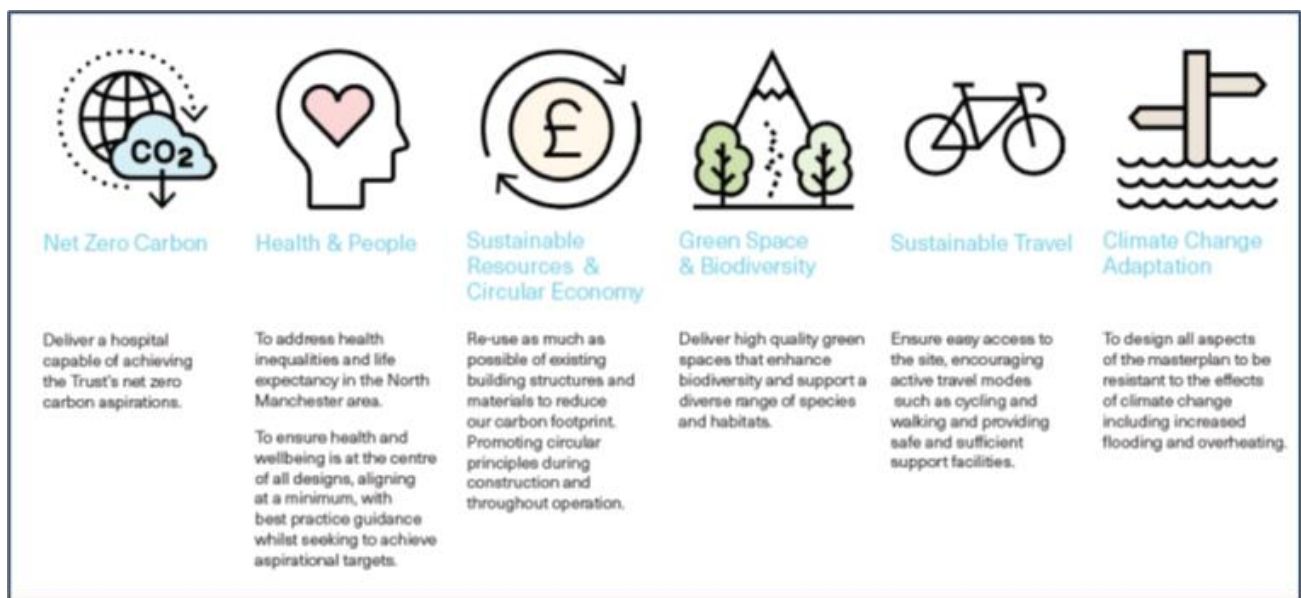 CO2
£
Net Zero Carbon
Deliver a hospital
capable of achieving
the Trust's net zero
carbon aspirations.
Health & People
To address health
inequalities and life
expectancy in the North
Manchester area.
To ensure health and
wellbeing is at the centre
of all designs, aligning
at a minimum, with
best practice guidance
whilst seeking to achieve
aspirational targets.
Sustainable
Resources &
Circular Economy
Re-use as much as
possible of existing
building structures and
materials to reduce
our carbon footprint.
Promoting circular
principles during
construction and
throughout operation.
Green Space
& Biodiversity
Deliver high quality green
spaces that enhance
biodiversity and support a
diverse range of species
and habitats.
Sustainable Travel
Ensure easy access to
the site, encouraging
active travel modes
such as cycling and
walking and providing
safe and sufficient
support facilities.
Climate Change
Adaptation
To design all aspects
of the masterplan to be
resistant to the effects
of climate change
including increased
flooding and overheating.